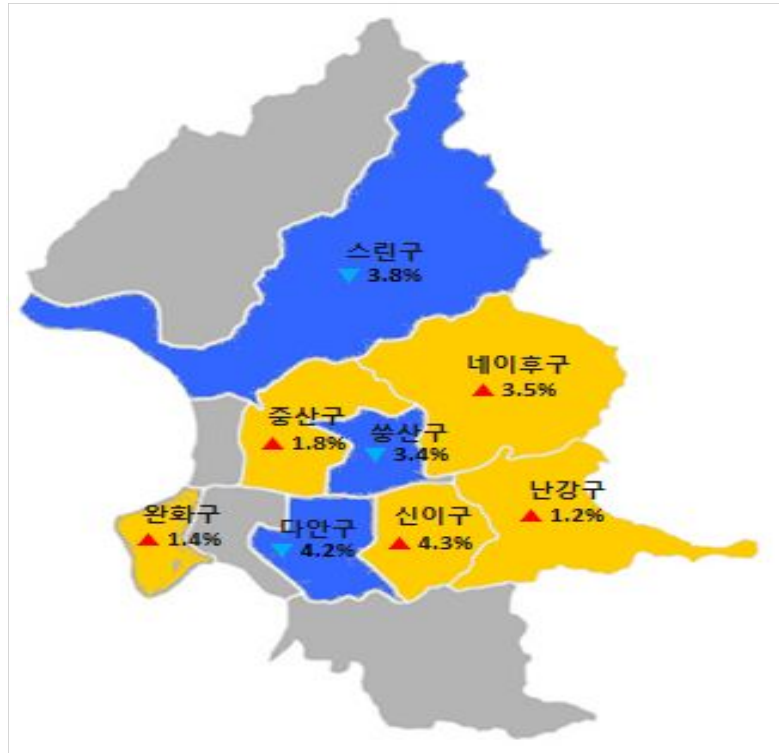 스린구
▼ 3.8%
네이후구
▲ 3.5%
중산구
▲ 1.8%
쑹산구
▼ 3.4%
난강구
▲ 1.2%
완화구
▲ 1.4%
다안구
▼ 4.2%
신이구
▲ 4.3%